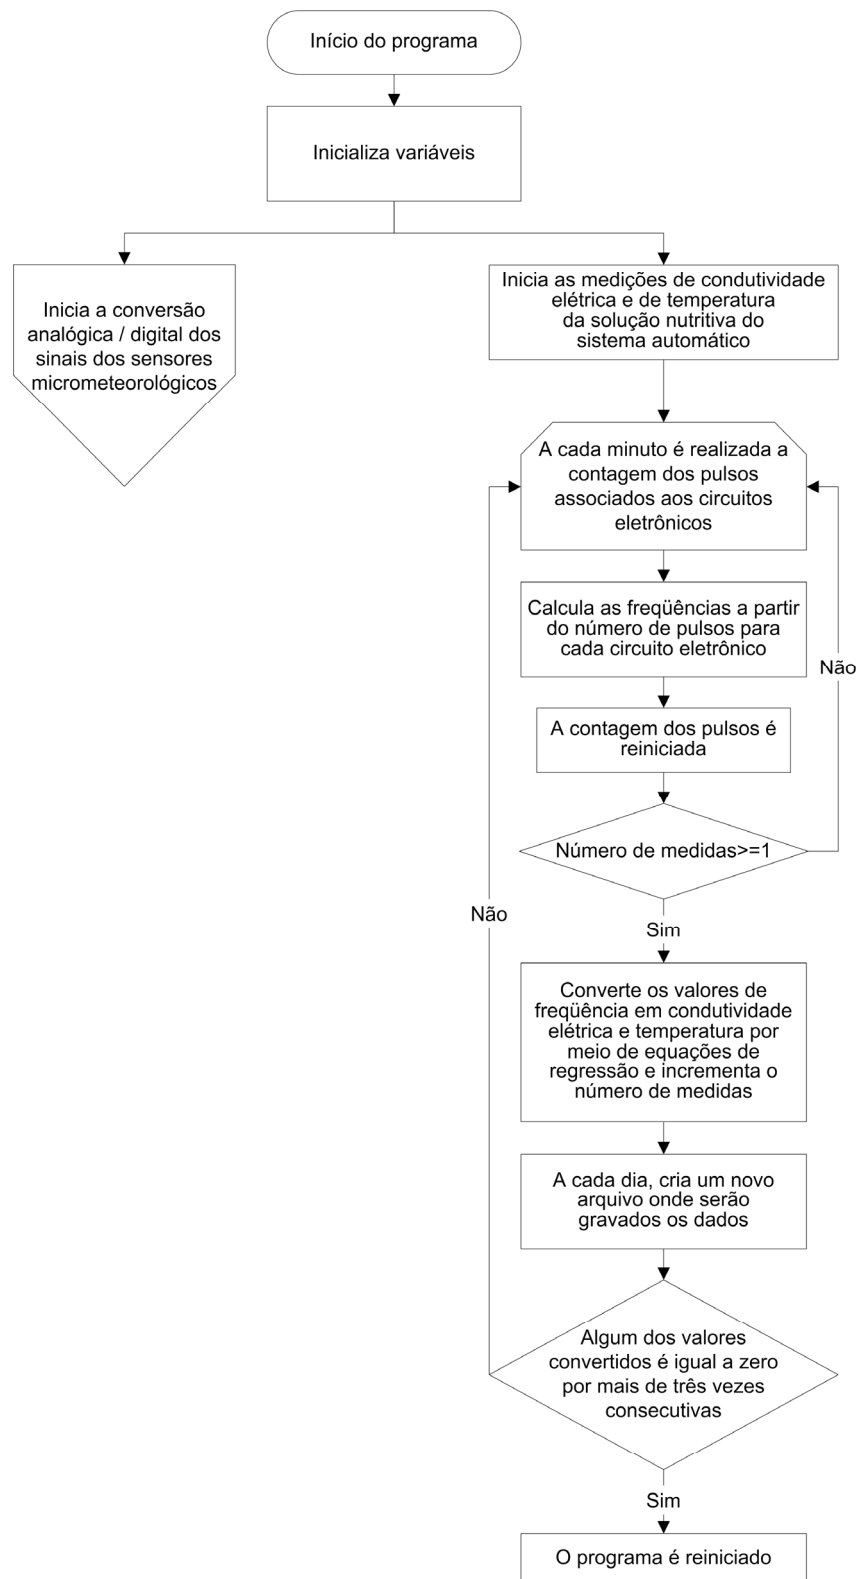 Início do programa
Inicializa variáveis
Inicia a conversão
analógica / digital dos
sinais dos sensores
micrometeorológicos
Inicia as medições de condutividade
elétrica e de temperatura
da solução nutritiva do
sistema automático
A cada minuto é realizada a
contagem dos pulsos
associados aos circuitos
eletrônicos
Calcula as freqüências a partir
do número de pulsos para
cada circuito eletrônico
Não
A contagem dos pulsos é
reiniciada
Número de medidas>=1
Não
Sim
Converte os valores de
freqüência em condutividade
elétrica e temperatura por
meio de equações de
regressão e incrementa o
número de medidas
A cada dia, cria um novo
arquivo onde serão
gravados os dados
Algum dos valores
convertidos é igual a zero
por mais de três vezes
consecutivas
Sim
O programa é reiniciado